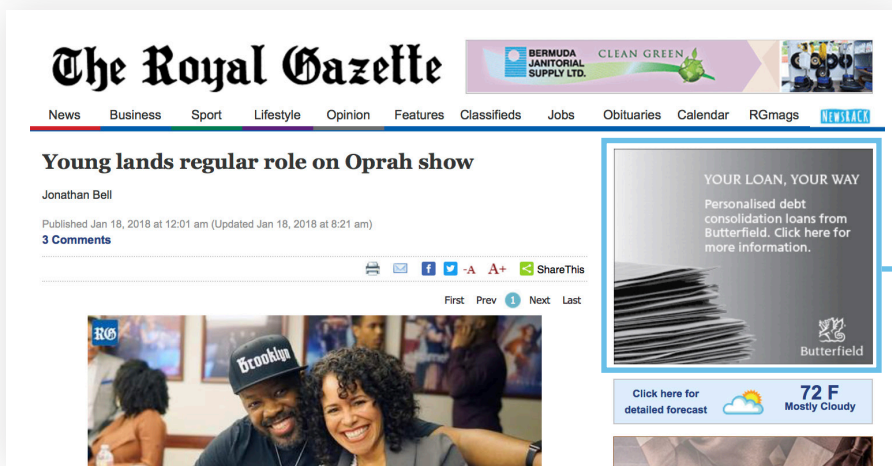 The Royal Gazette
BERMUDA
JANITORIAL
SUPPLY LTD.
CLEAN GREEN
News Business Sport Lifestyle Opinion Features Classifieds Jobs Obituaries Calendar RGmags NEWSRACK
Young lands regular role on Oprah show
Jonathan Bell
Published Jan 18, 2018 at 12:01 am (Updated Jan 18, 2018 at 8:21 am)
3 Comments
-A A+ ShareThis
First Prev 1 Next Last
RG
Brooklyn
YOUR LOAN, YOUR WAY
Personalised debt
consolidation loans from
Butterfield. Click here for
more information.
Butterfield
Click here for
detailed forecast
72 F
Mostly Cloudy